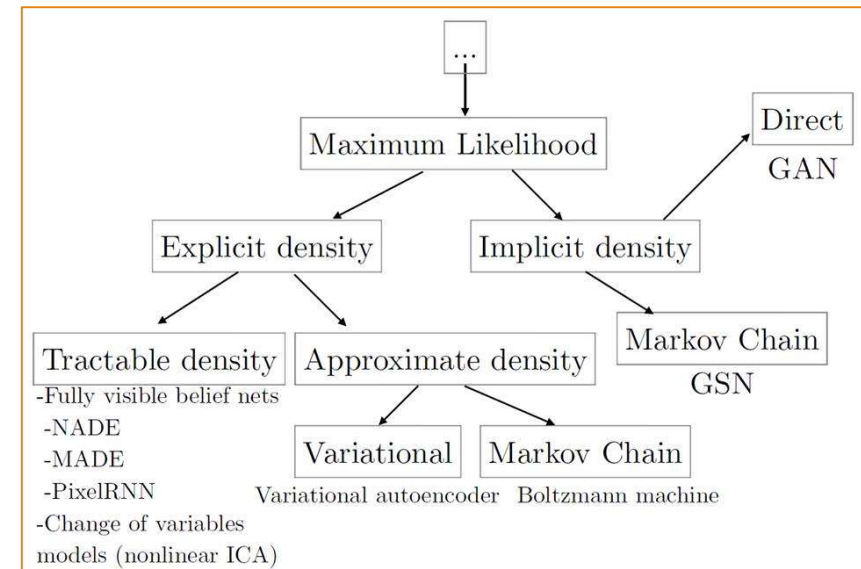 ...
Maximum Likelihood
Direct
GAN
Explicit density
Implicit density
Tractable density
-Fully visible belief nets
-NADE
-MADE
-PixelRNN
-Change of variables
models (nonlinear ICA)
Approximate density
Variational
Variational autoencoder
Markov Chain
Boltzmann machine
Markov Chain
GSN